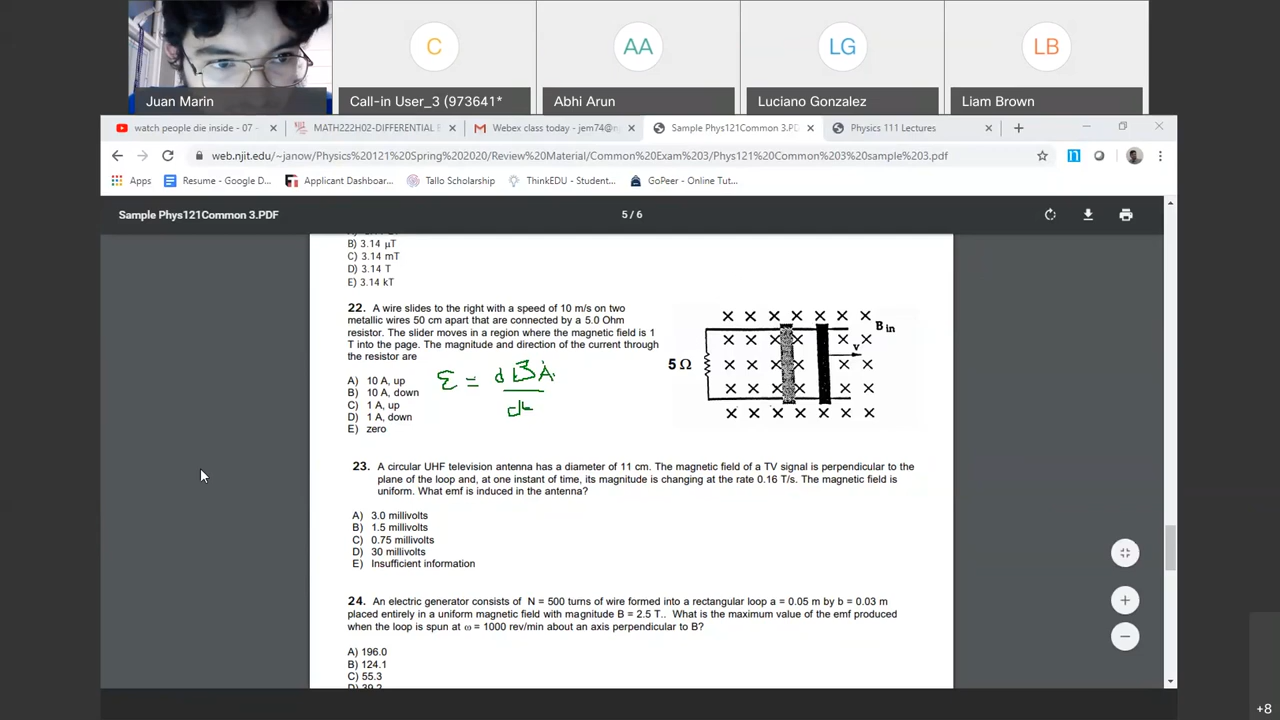 C
AA
LG
LB
Juan Marin
Call-in User_3 (973641*
Abhi Arun
Luciano Gonzalez
Liam Brown
watch people die inside - 07 -
MATH222H02-DIFFERENTIAL E
Webex class today - jem74@nj
Sample Phys121Common 3.PD
Physics 111 Lectures
web.njit.edu/~janow/Physics%20121%20Spring%202020/Review%20Material/Common%20Exam%203/Phys121%20Common%203%20sample%203.pdf
Apps
Resume - Google D...
Applicant Dashboar...
Tallo Scholarship
ThinkEDU - Student...
GoPeer - Online Tut...
Sample Phys121Common 3.PDF
5 / 6
B) 3.14 µT
C) 3.14 mT
D) 3.14 T
E) 3.14 kT
22. A wire slides to the right with a speed of 10 m/s on two
metallic wires 50 cm apart that are connected by a 5.0 Ohm
resistor. The slider moves in a region where the magnetic field is 1
T into the page. The magnitude and direction of the current through
the resistor are
A) 10 A, up
B) 10 A, down
C) 1 A, up
D) 1 A, down
E) zero
ε = dBA
dt
5 Ω
B in
v
23. A circular UHF television antenna has a diameter of 11 cm. The magnetic field of a TV signal is perpendicular to the
plane of the loop and, at one instant of time, its magnitude is changing at the rate 0.16 T/s. The magnetic field is
uniform. What emf is induced in the antenna?
A) 3.0 millivolts
B) 1.5 millivolts
C) 0.75 millivolts
D) 30 millivolts
E) Insufficient information
24. An electric generator consists of N = 500 turns of wire formed into a rectangular loop a = 0.05 m by b = 0.03 m
placed entirely in a uniform magnetic field with magnitude B = 2.5 T.. What is the maximum value of the emf produced
when the loop is spun at ω = 1000 rev/min about an axis perpendicular to B?
A) 196.0
B) 124.1
C) 55.3
D) 39.2
+8